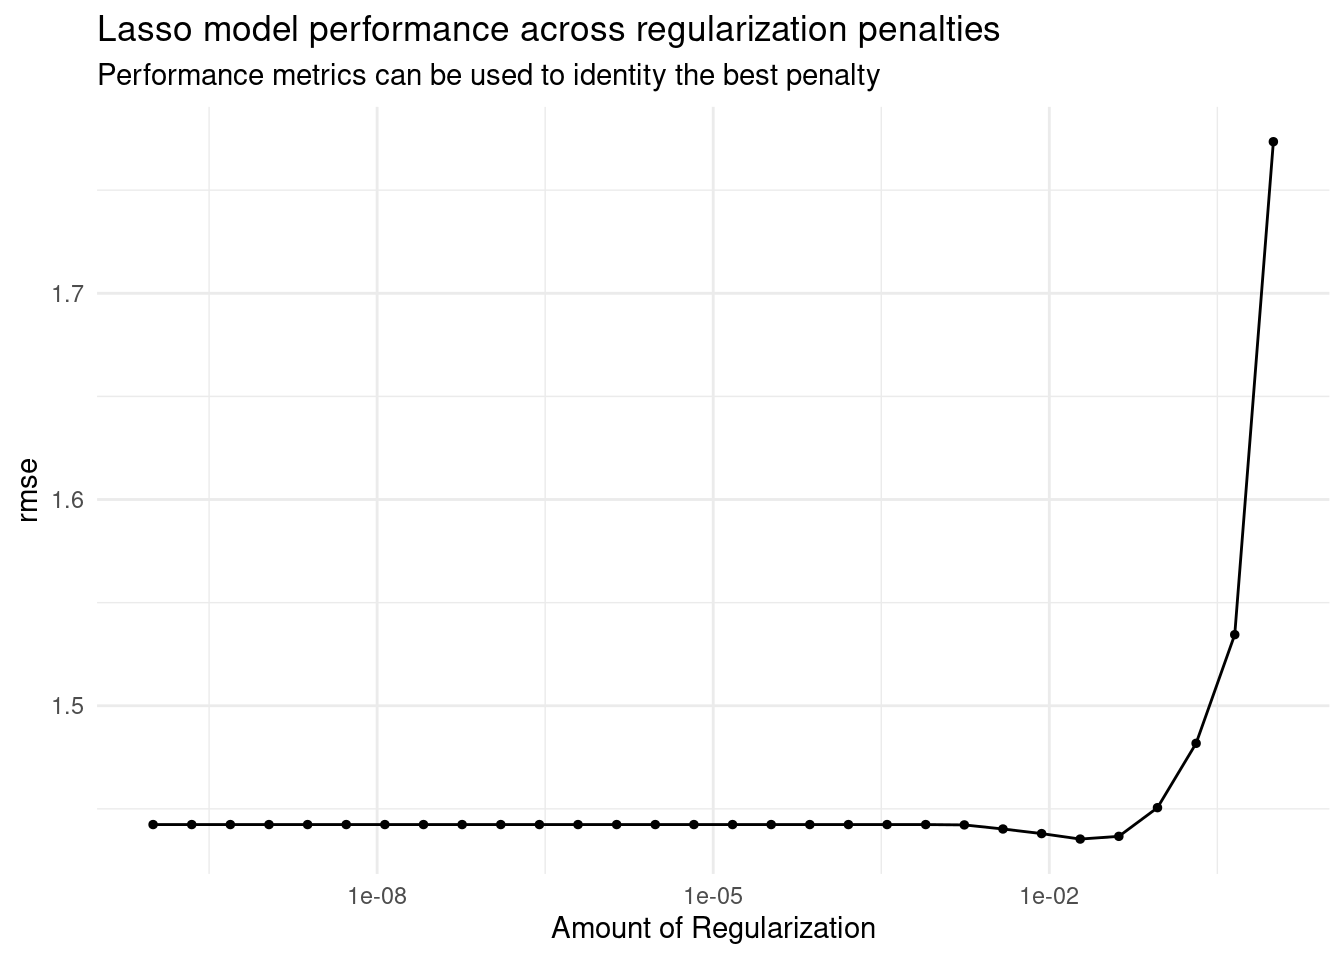 Lasso model performance across regularization penalties
Performance metrics can be used to identity the best penalty
1.7
1.6
1.5
rmse
1e-08
1e-05
1e-02
Amount of Regularization